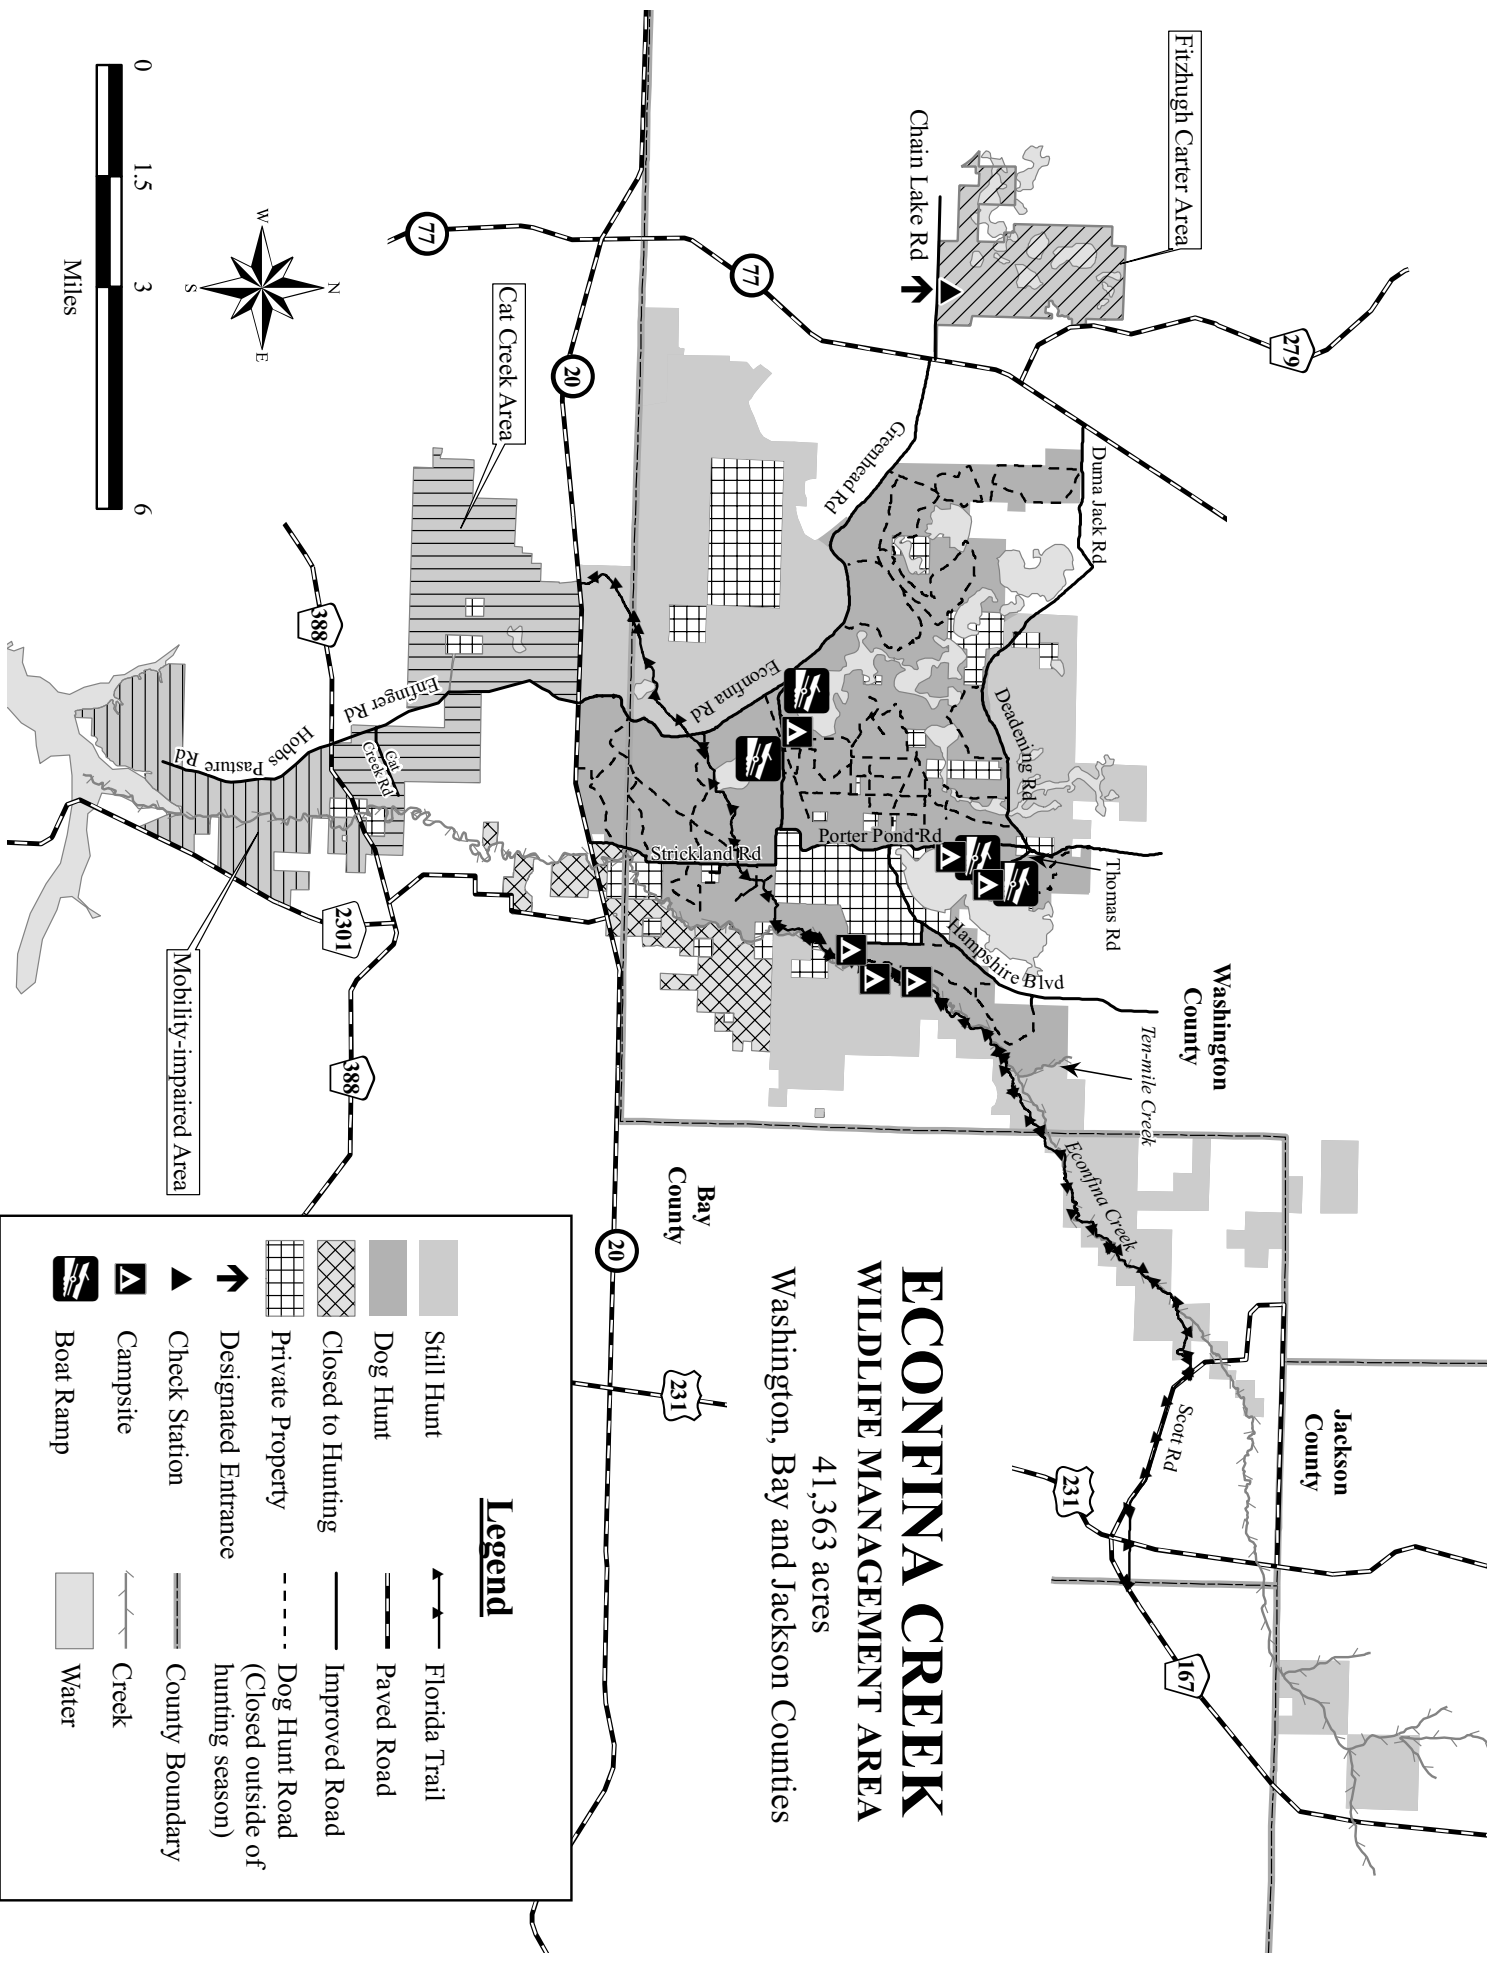 ECONFINA CREEK
WILDLIFE MANAGEMENT AREA
41,363 acres
Washington, Bay and Jackson Counties
Fitzhugh Carter Area
Chain Lake Rd
279
77
77
Greenhead Rd
Duma Jack Rd
Deadening Rd
Porter Pond Rd
Thomas Rd
Hampshire Blvd
Washington
County
Ten-mile Creek
Econfina Creek
Jackson
County
Scott Rd
231
167
Econfina Rd
Strickland Rd
20
Cat Creek Area
Enfinger Rd
Cat
Creek Rd
Hobbs
Pasture Rd
388
2301
388
Mobility-impaired Area
Bay
County
20
231
0
1.5
3
6
Miles
N
W
E
S
Legend
Still Hunt
Dog Hunt
Closed to Hunting
Private Property
Designated Entrance
Check Station
Campsite
Boat Ramp
Florida Trail
Paved Road
Improved Road
Dog Hunt Road
(Closed outside of
hunting season)
County Boundary
Creek
Water